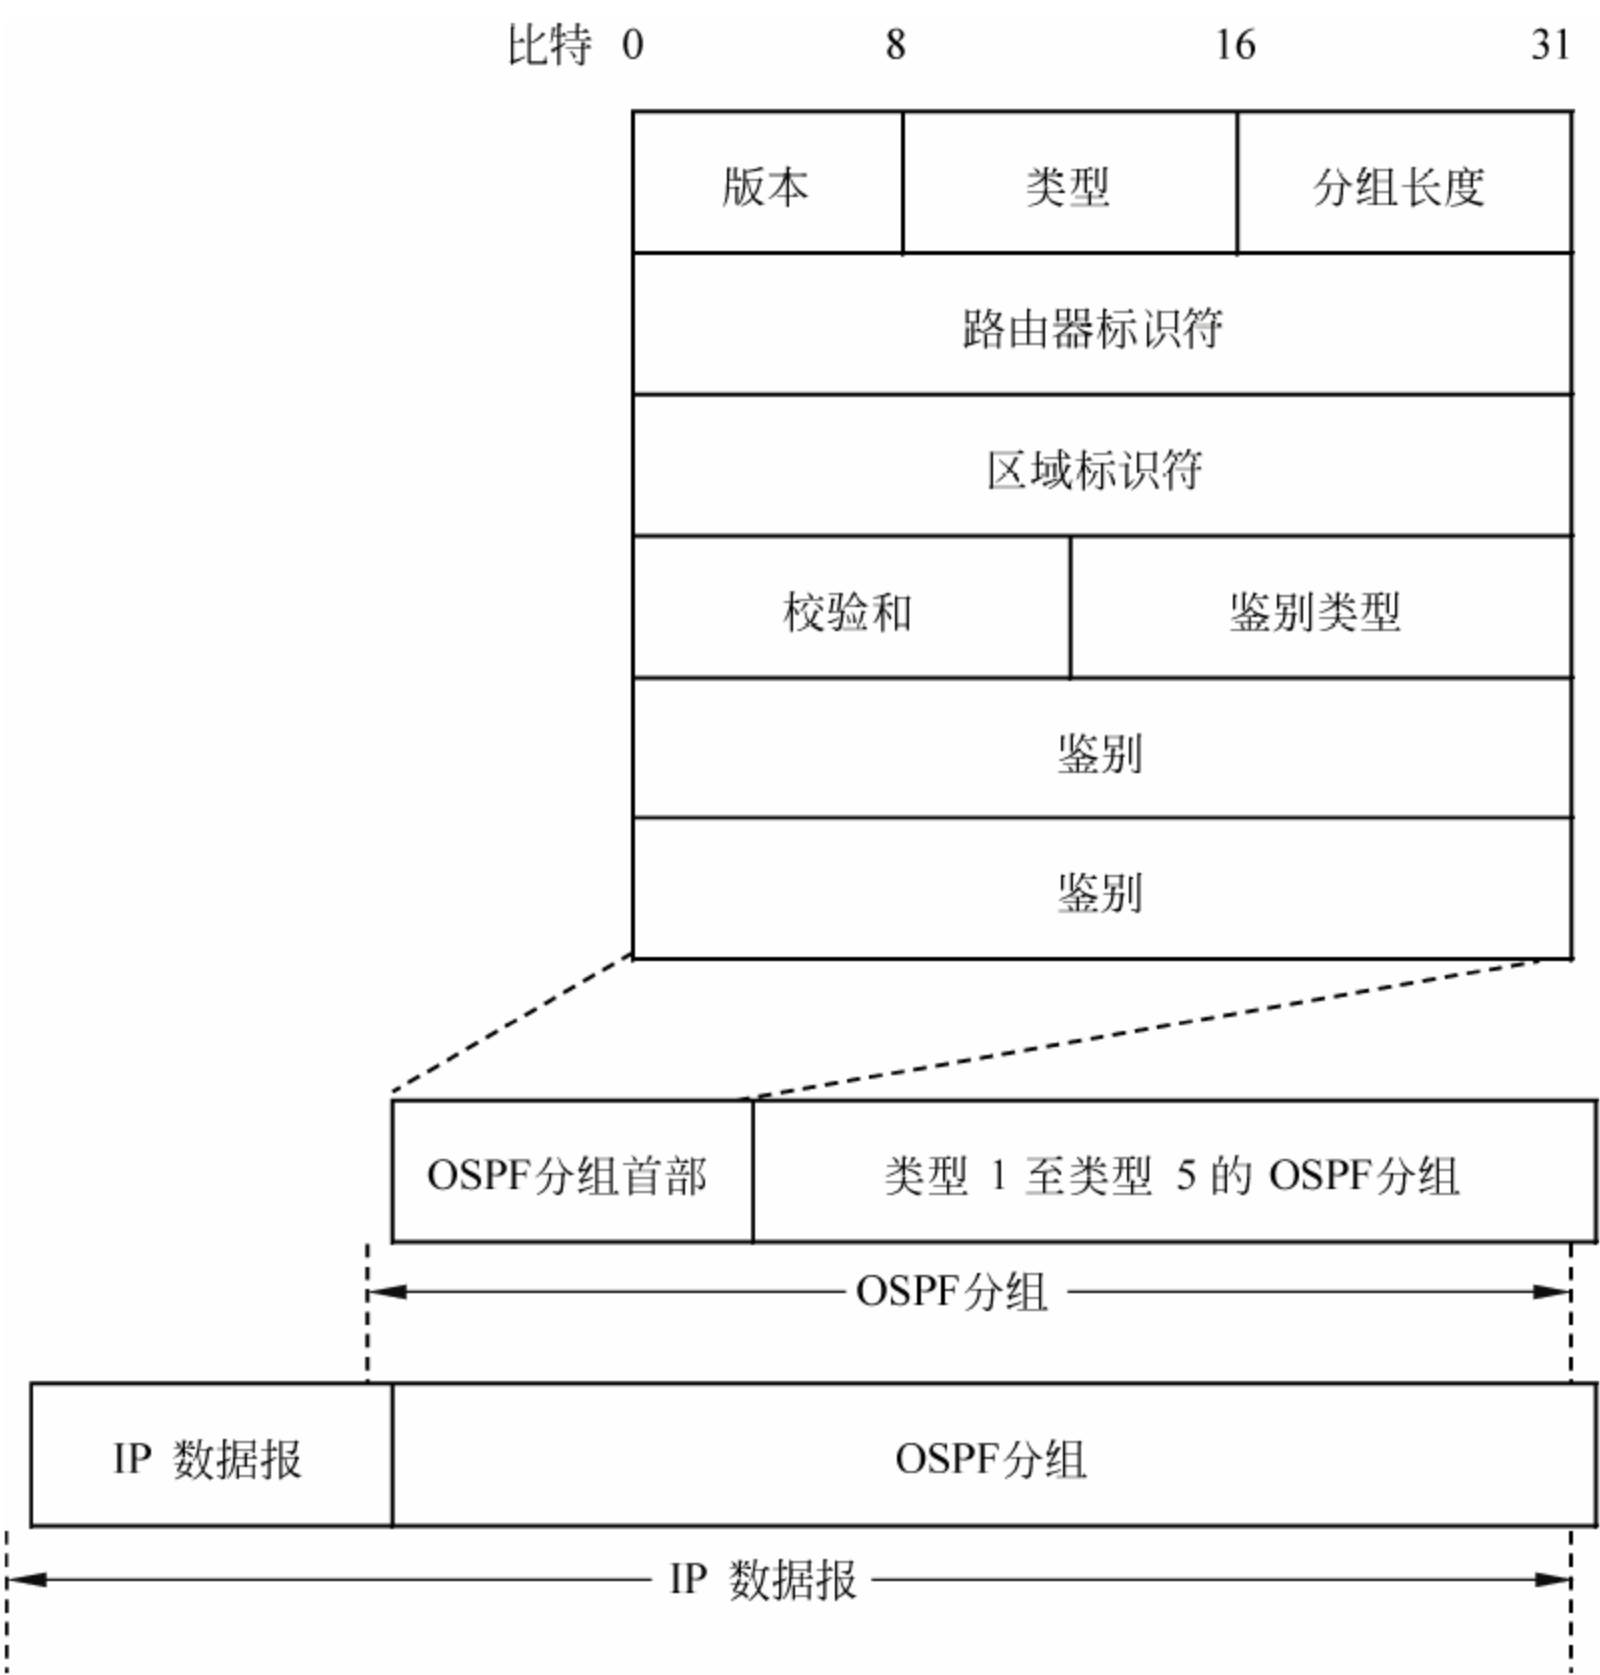 比特 0 8 16 31
版本 类型 分组长度
路由器标识符
区域标识符
校验和 鉴别类型
鉴别
鉴别
OSPF分组首部 类型 1 至类型 5 的 OSPF分组
OSPF分组
IP 数据报 OSPF分组
IP 数据报